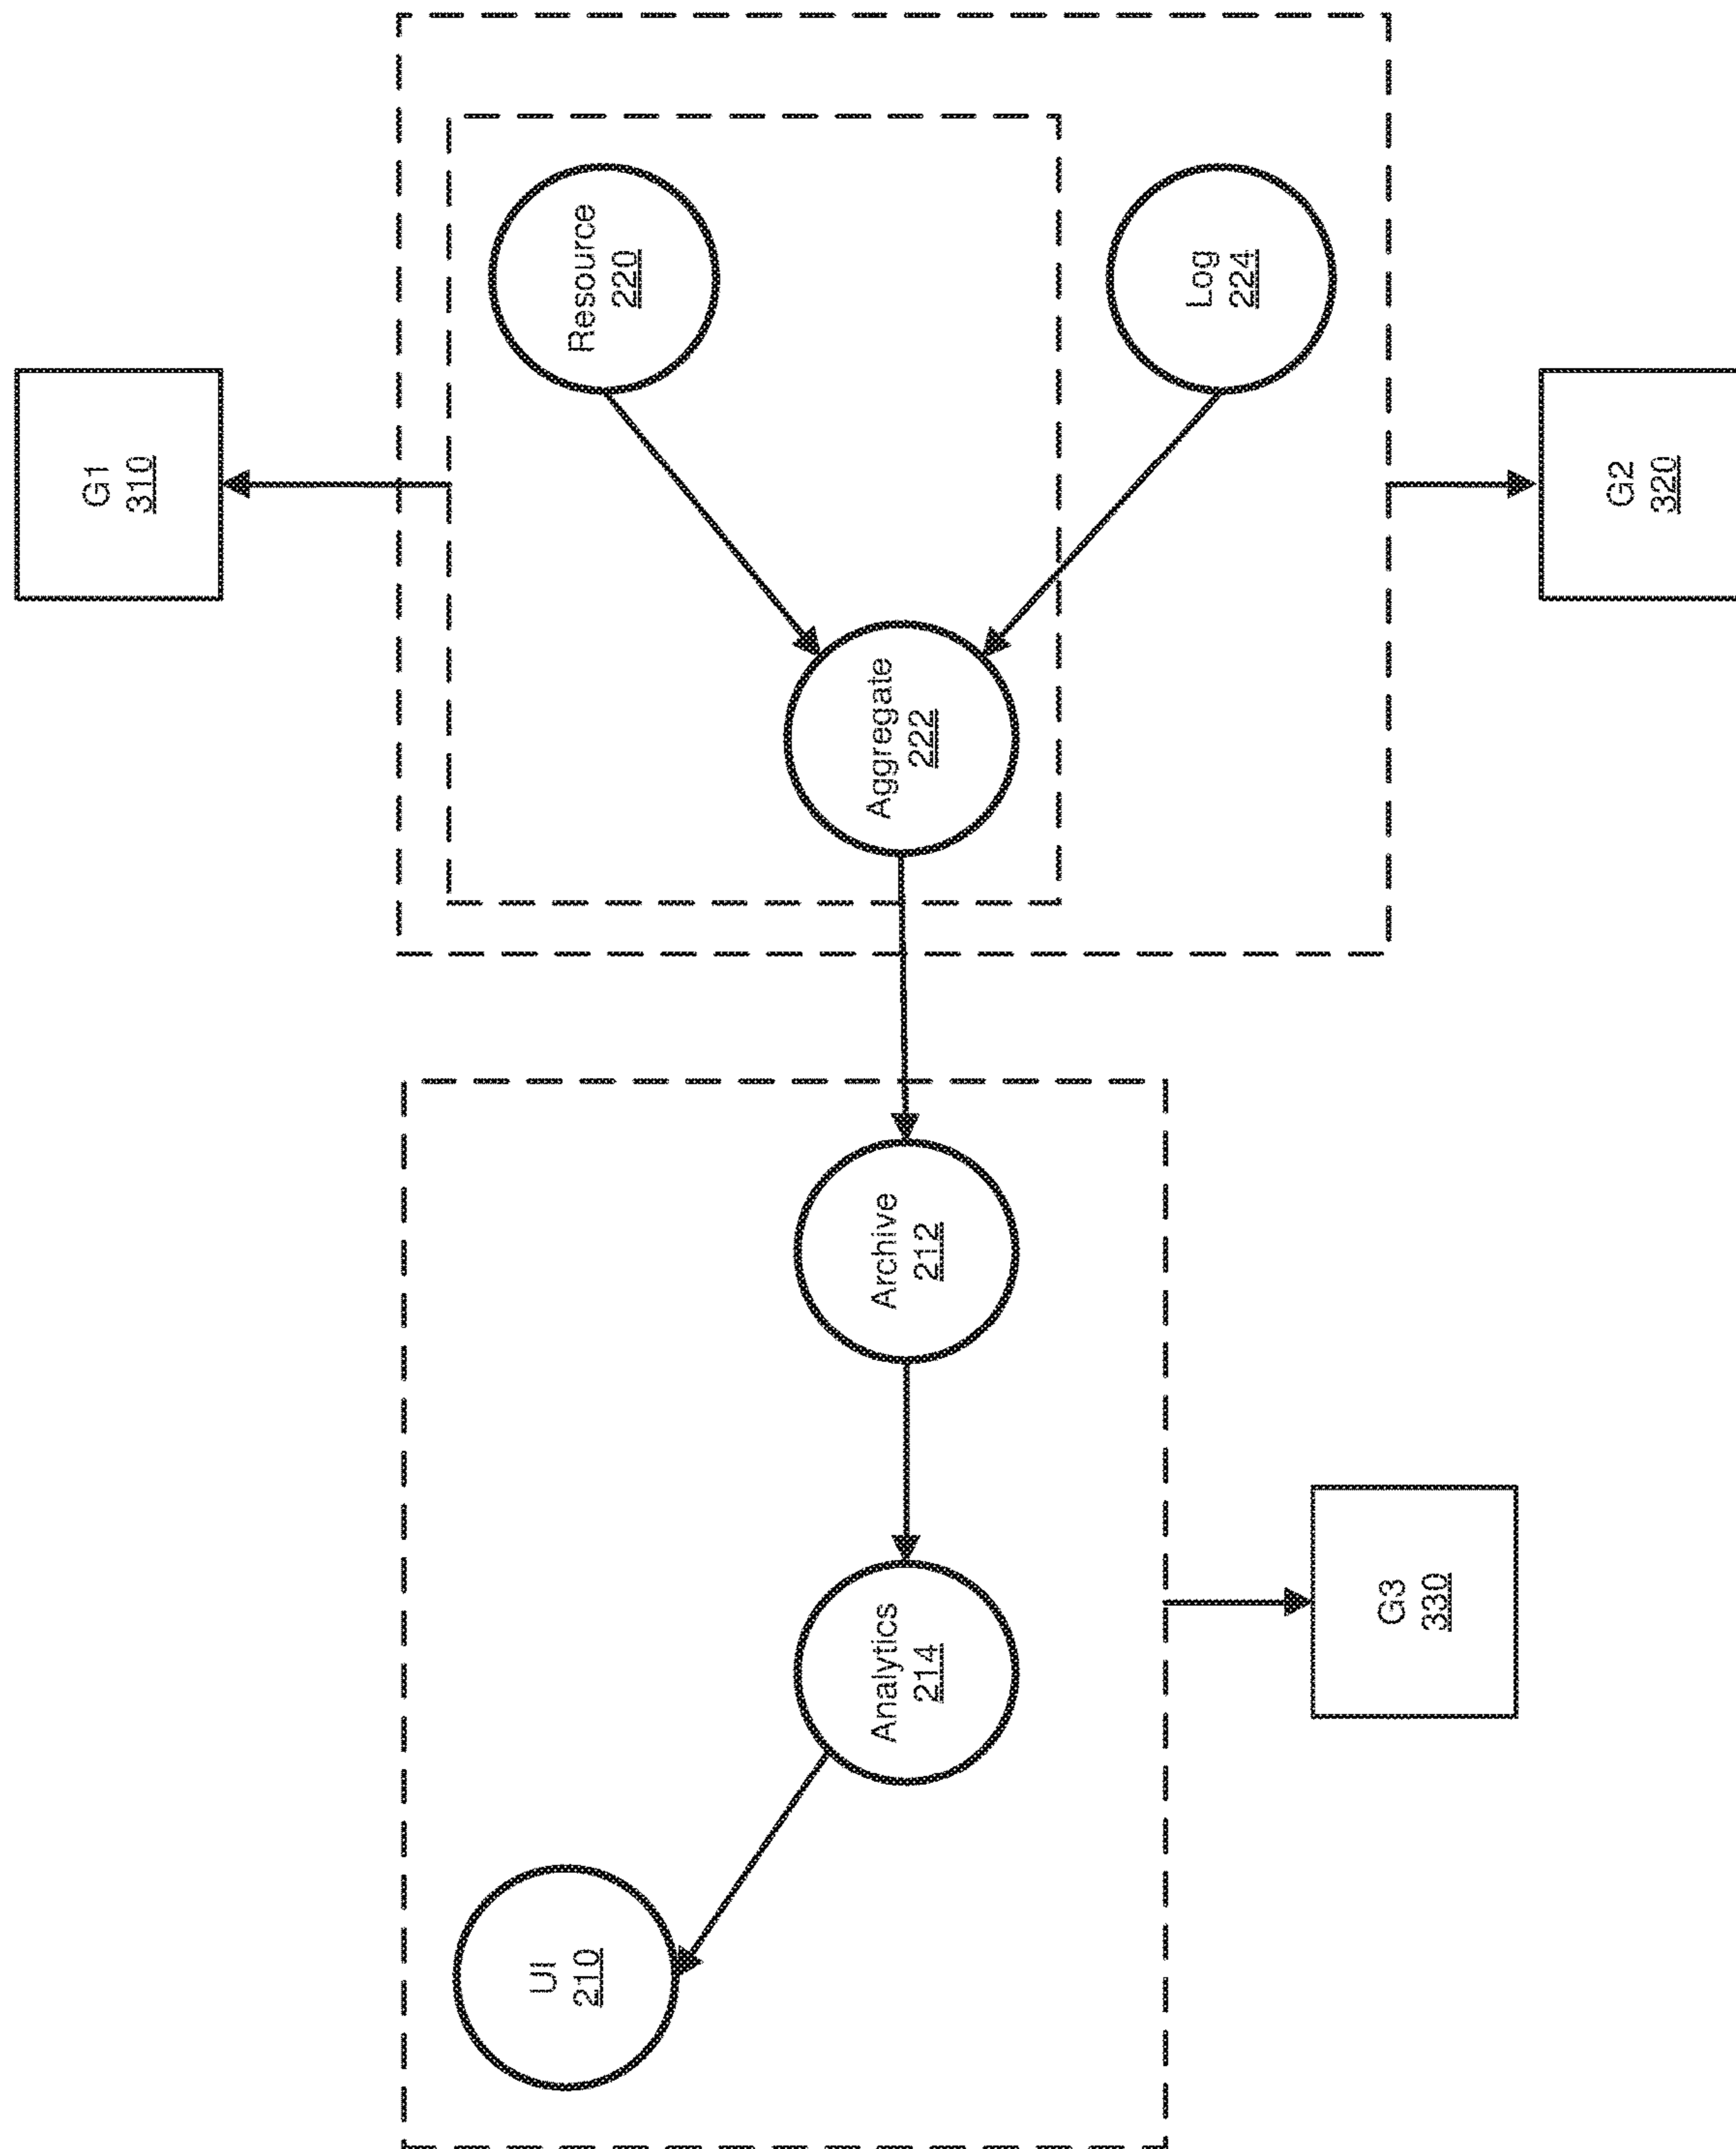 G1
310
Resource
220
Log
224
Aggregate
222
G2
320
Archive
212
Analytics
214
UI
210
G3
330